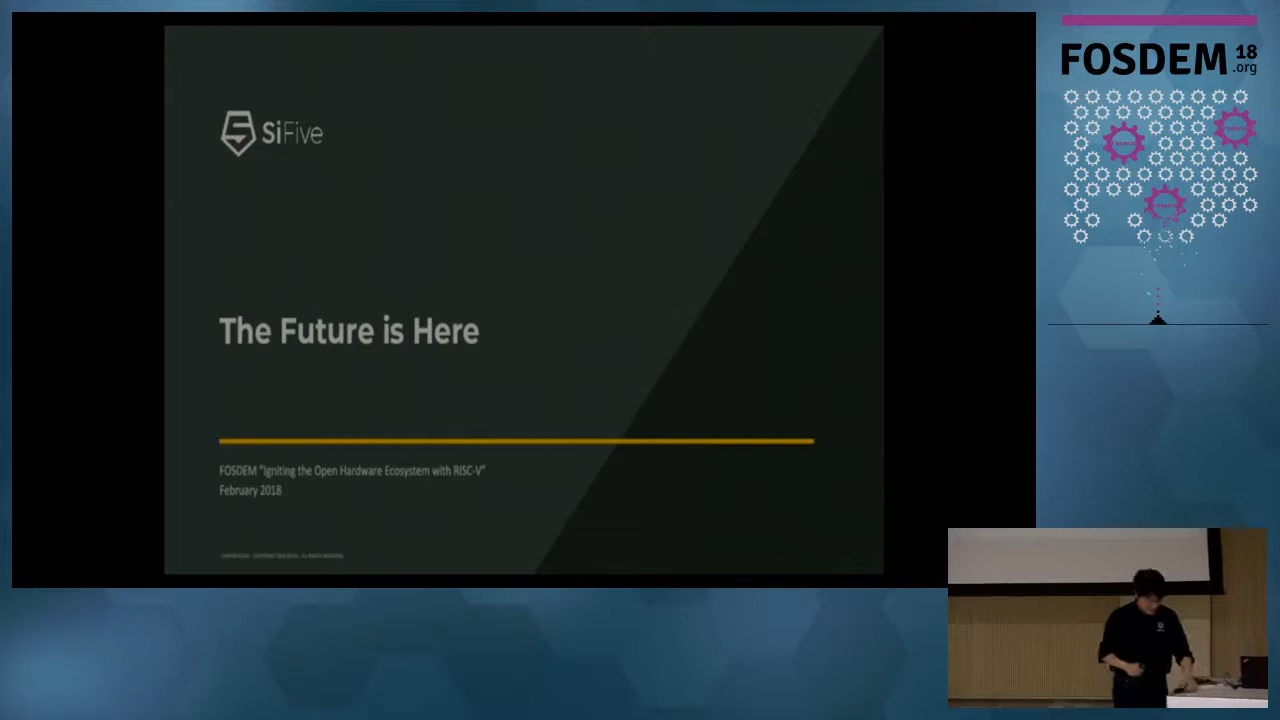 SiFive
The Future is Here
FOSDEM "Igniting the Open Hardware Ecosystem with RISC-V"
February 2018
FOSDEM 18
.org